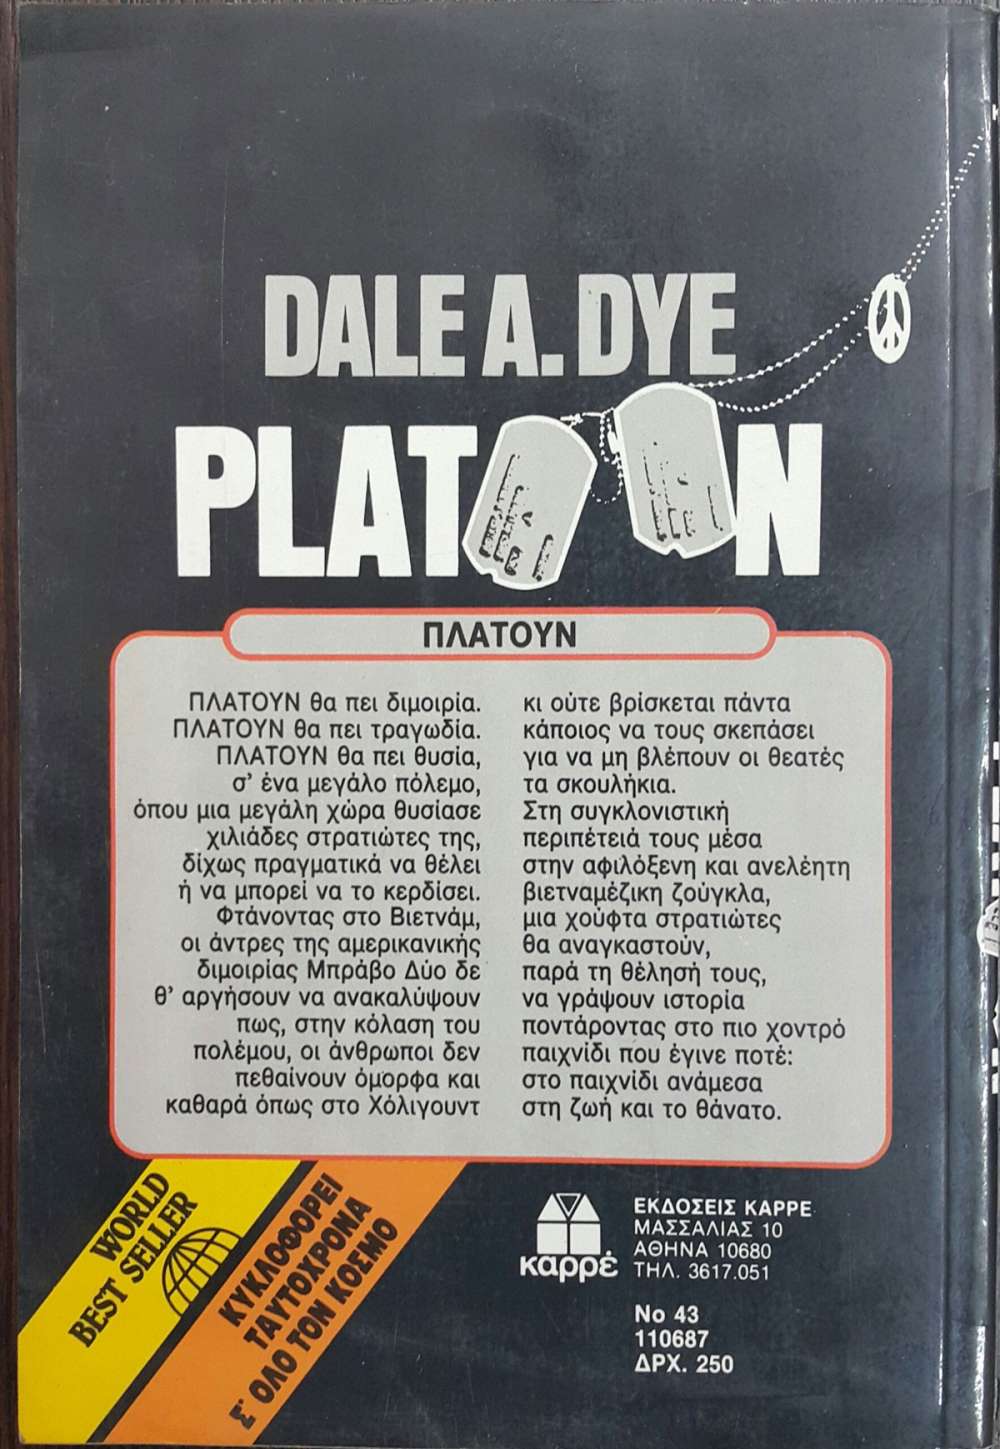 DALE A. DYE
PLATOON
ΠΛΑΤΟΥΝ
ΠΛΑΤΟΥΝ θα πει διμοιρία.
ΠΛΑΤΟΥΝ θα πει τραγωδία.
ΠΛΑΤΟΥΝ θα πει θυσία,
σ' ένα μεγάλο πόλεμο,
όπου μια μεγάλη χώρα θυσίασε
χιλιάδες στρατιώτες της,
δίχως πραγματικά να θέλει
ή να μπορεί να το κερδίσει.
Φτάνοντας στο Βιετνάμ,
οι άντρες της αμερικανικής
διμοιρίας Μπράβο Δύο δε
θ' αργήσουν να ανακαλύψουν
πως, στην κόλαση του
πολέμου, οι άνθρωποι δεν
πεθαίνουν όμορφα και
καθαρά όπως στο Χόλιγουντ
κι ούτε βρίσκεται πάντα
κάποιος να τους σκεπάσει
για να μη βλέπουν οι θεατές
τα σκουλήκια.
Στη συγκλονιστική
περιπέτειά τους μέσα
στην αφιλόξενη και ανελέητη
βιετναμέζικη ζούγκλα,
μια χούφτα στρατιώτες
θα αναγκαστούν,
παρά τη θέλησή τους,
να γράψουν ιστορία
ποντάροντας στο πιο χοντρό
παιχνίδι που έγινε ποτέ:
στο παιχνίδι ανάμεσα
στη ζωή και το θάνατο.
WORLD
BEST SELLER
ΚΥΚΛΟΦΟΡΕΙ
ΤΑΥΤΟΧΡΟΝΑ
Σ' ΟΛΟ ΤΟΝ ΚΟΣΜΟ
καρρέ
ΕΚΔΟΣΕΙΣ ΚΑΡΡΕ
ΜΑΣΣΑΛΙΑΣ 10
ΑΘΗΝΑ 10680
ΤΗΛ. 3617.051
Νο 43
110687
ΔΡΧ. 250